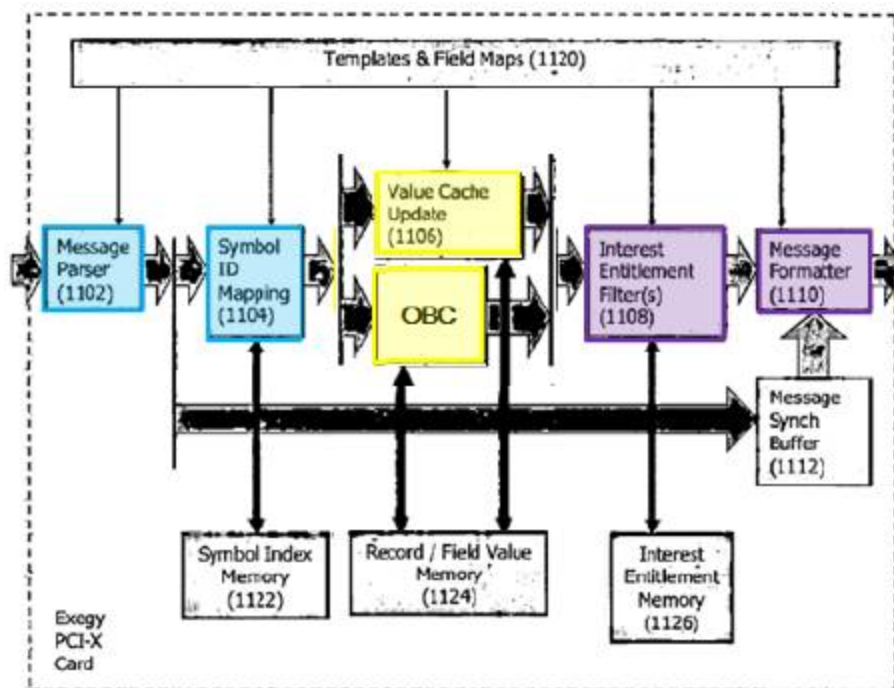 Templates & Field Maps (1120)
Message
Parser
(1102)
Symbol
ID
Mapping
(1104)
Value Cache
Update
(1106)
OBC
Interest
Entitlement
Filter(s)
(1108)
Message
Formatter
(1110)
Message
Synch
Buffer
(1112)
Symbol Index
Memory
(1122)
Record / Field Value
Memory
(1124)
Interest
Entitlement
Memory
(1126)
Exegy
PCI-X
Card